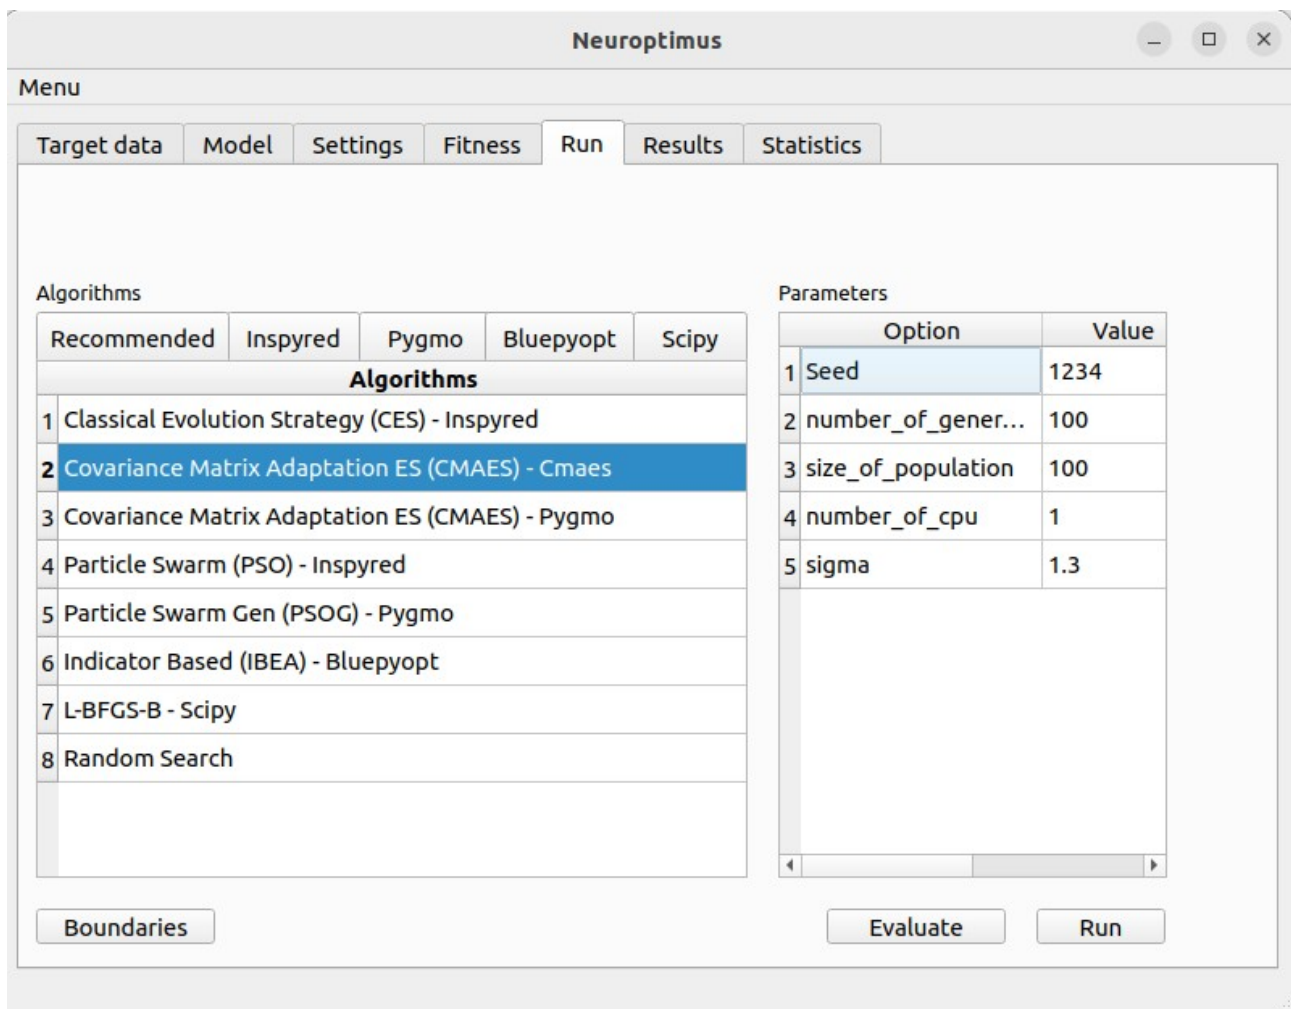 Neuroptimus
Menu
Target data Model Settings Fitness Run Results Statistics
Algorithms
Recommended Inspyred Pygmo Bluepyopt Scipy
Algorithms
1 Classical Evolution Strategy (CES) - Inspyred
2 Covariance Matrix Adaptation ES (CMAES) - Cmaes
3 Covariance Matrix Adaptation ES (CMAES) - Pygmo
4 Particle Swarm (PSO) - Inspyred
5 Particle Swarm Gen (PSOG) - Pygmo
6 Indicator Based (IBEA) - Bluepyopt
7 L-BFGS-B - Scipy
8 Random Search
Boundaries
Parameters
Option Value
1 Seed 1234
2 number_of_gener... 100
3 size_of_population 100
4 number_of_cpu 1
5 sigma 1.3
Evaluate Run